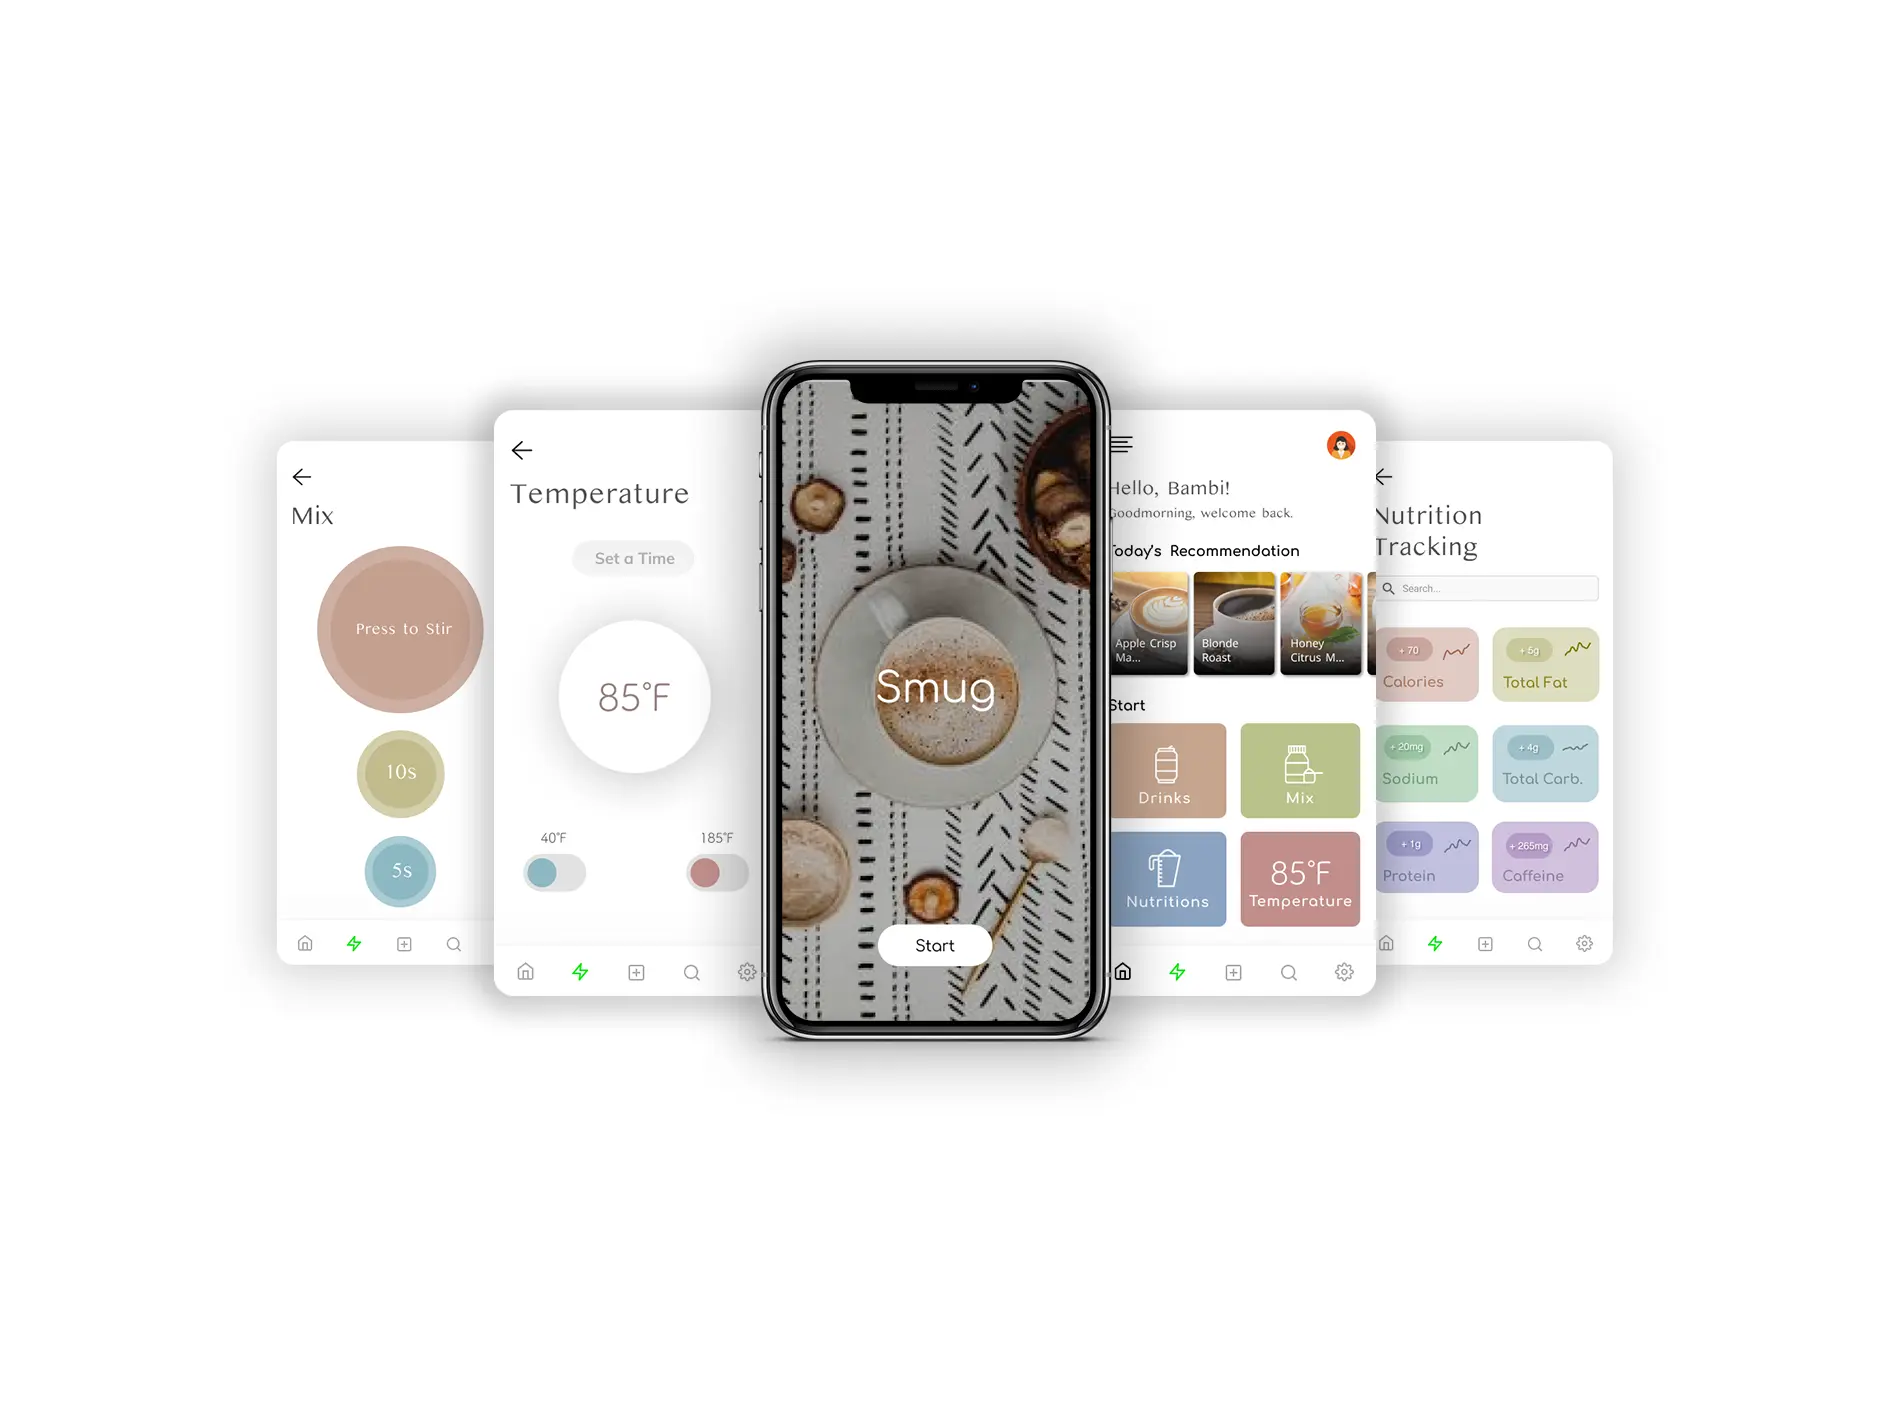 Mix
Press to Stir
10s
5s
Temperature
Set a Time
85°F
40°F
185°F
Smug
Start
Hello, Bambi!
Goodmorning, welcome back.
Today's Recommendation
Apple Crisp
Ma...
Blonde
Roast
Honey
Citrus M...
Start
Drinks
Mix
Nutritions
85°F
Temperature
Nutrition
Tracking
Search...
+ 70
Calories
+ 5g
Total Fat
+ 20mg
Sodium
+ 4g
Total Carb.
+ 1g
Protein
+ 265mg
Caffeine